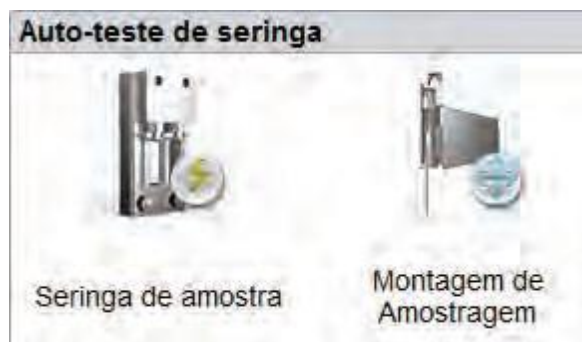 Auto-teste de seringa
Seringa de amostra
Montagem de
Amostragem